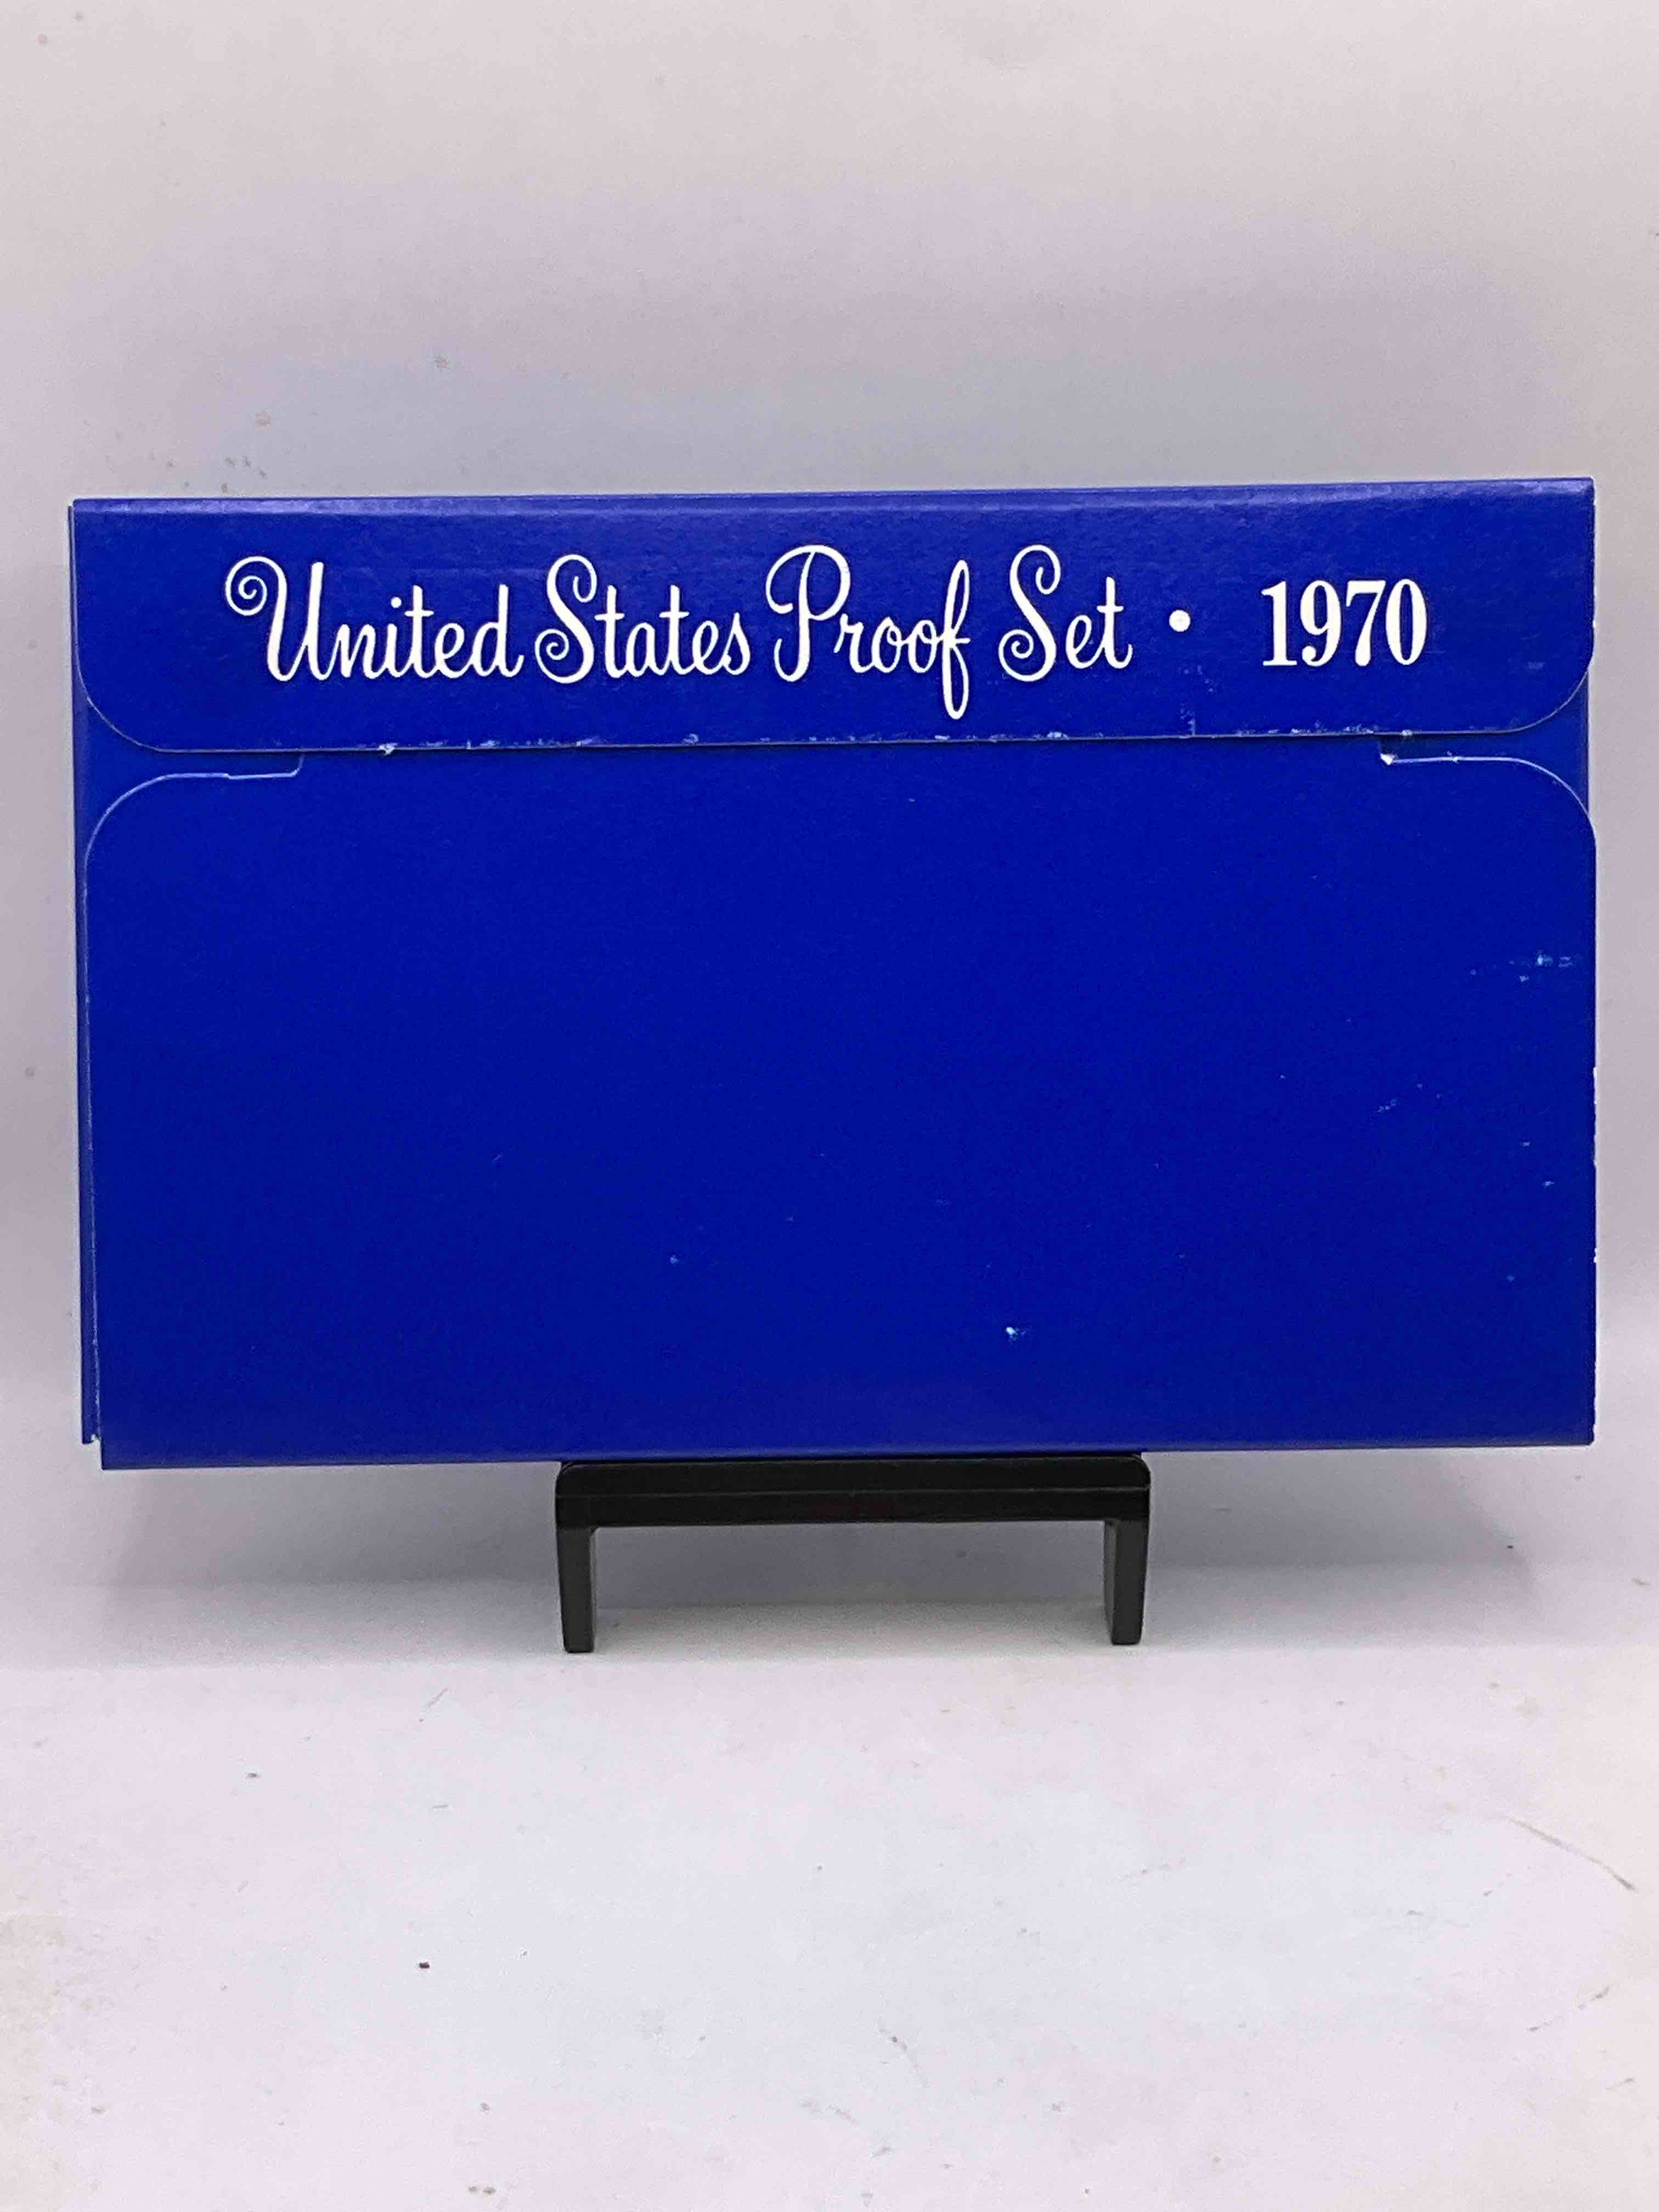 United States Proof Set • 1970